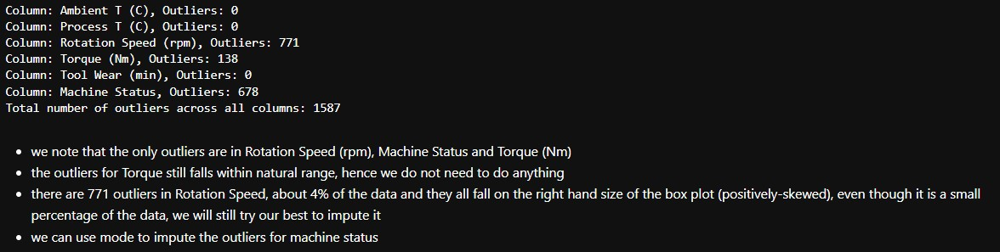 Column: Ambient T (C), Outliers: 0
Column: Process T (C), Outliers: 0
Column: Rotation Speed (rpm), Outliers: 771
Column: Torque (Nm), Outliers: 138
Column: Tool Wear (min), Outliers: 0
Column: Machine Status, Outliers: 678
Total number of outliers across all columns: 1587
• we note that the only outliers are in Rotation Speed (rpm), Machine Status and Torque (Nm)
• the outliers for Torque still falls within natural range, hence we do not need to do anything
• there are 771 outliers in Rotation Speed, about 4% of the data and they all fall on the right hand size of the box plot (positively-skewed), even though it is a small
percentage of the data, we will still try our best to impute it
• we can use mode to impute the outliers for machine status